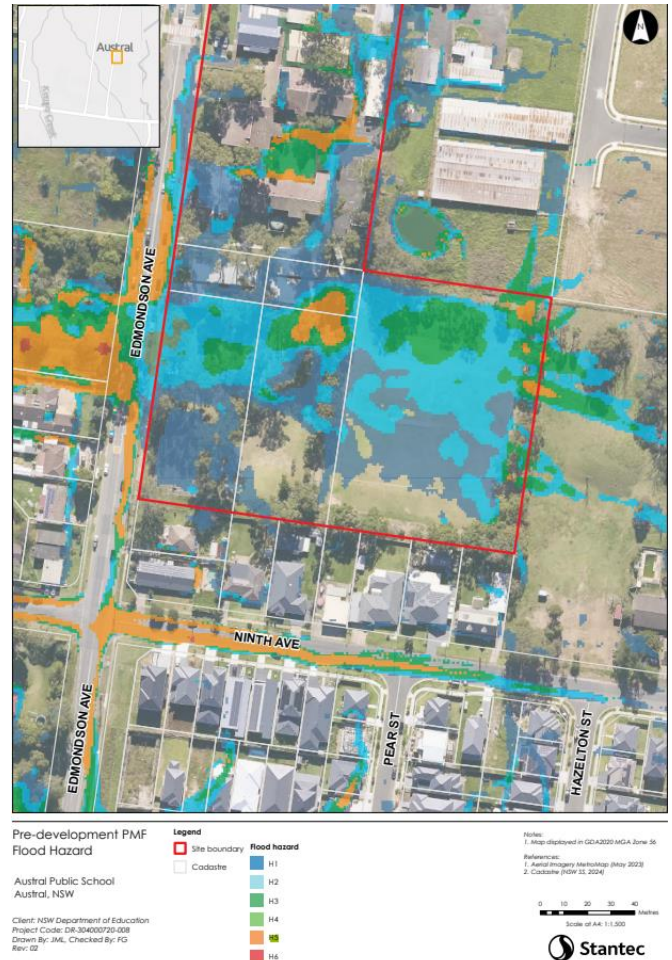 Austral
Kemps Creek
N
EDMONDSON AVE
NINTH AVE
EDMONDSON AVE
PEAR ST
HAZELTON ST
Pre-development PMF
Flood Hazard
Austral Public School
Austral, NSW
Client: NSW Department of Education
Project Code: DR-304000720-008
Drawn By: JML, Checked By: FG
Rev: 02
Legend
Site boundary
Cadastre
Flood hazard
H1
H2
H3
H4
H5
H6
Notes:
1. Map displayed in GDA2020 MGA Zone 56
References:
1. Aerial Imagery MetroMap (May 2023)
2. Cadastre (NSW SS, 2024)
0 10 20 30 40
Metres
Scale at A4: 1:1,500
Stantec